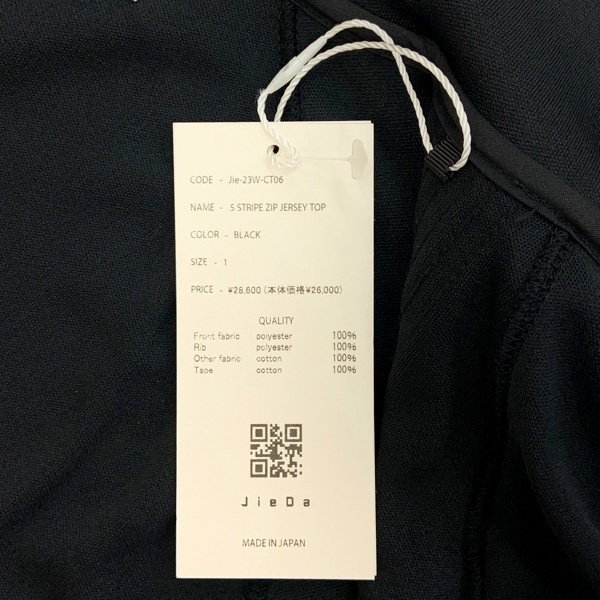 CODE - Jie-23W-CT06
NAME - 5 STRIPE ZIP JERSEY TOP
COLOR - BLACK
SIZE - 1
PRICE - ¥28,600 (本体価格¥26,000)
QUALITY
Front fabric polyester 100%
Rib polyester 100%
Other fabric cotton 100%
Tape cotton 100%
JieDa
MADE IN JAPAN